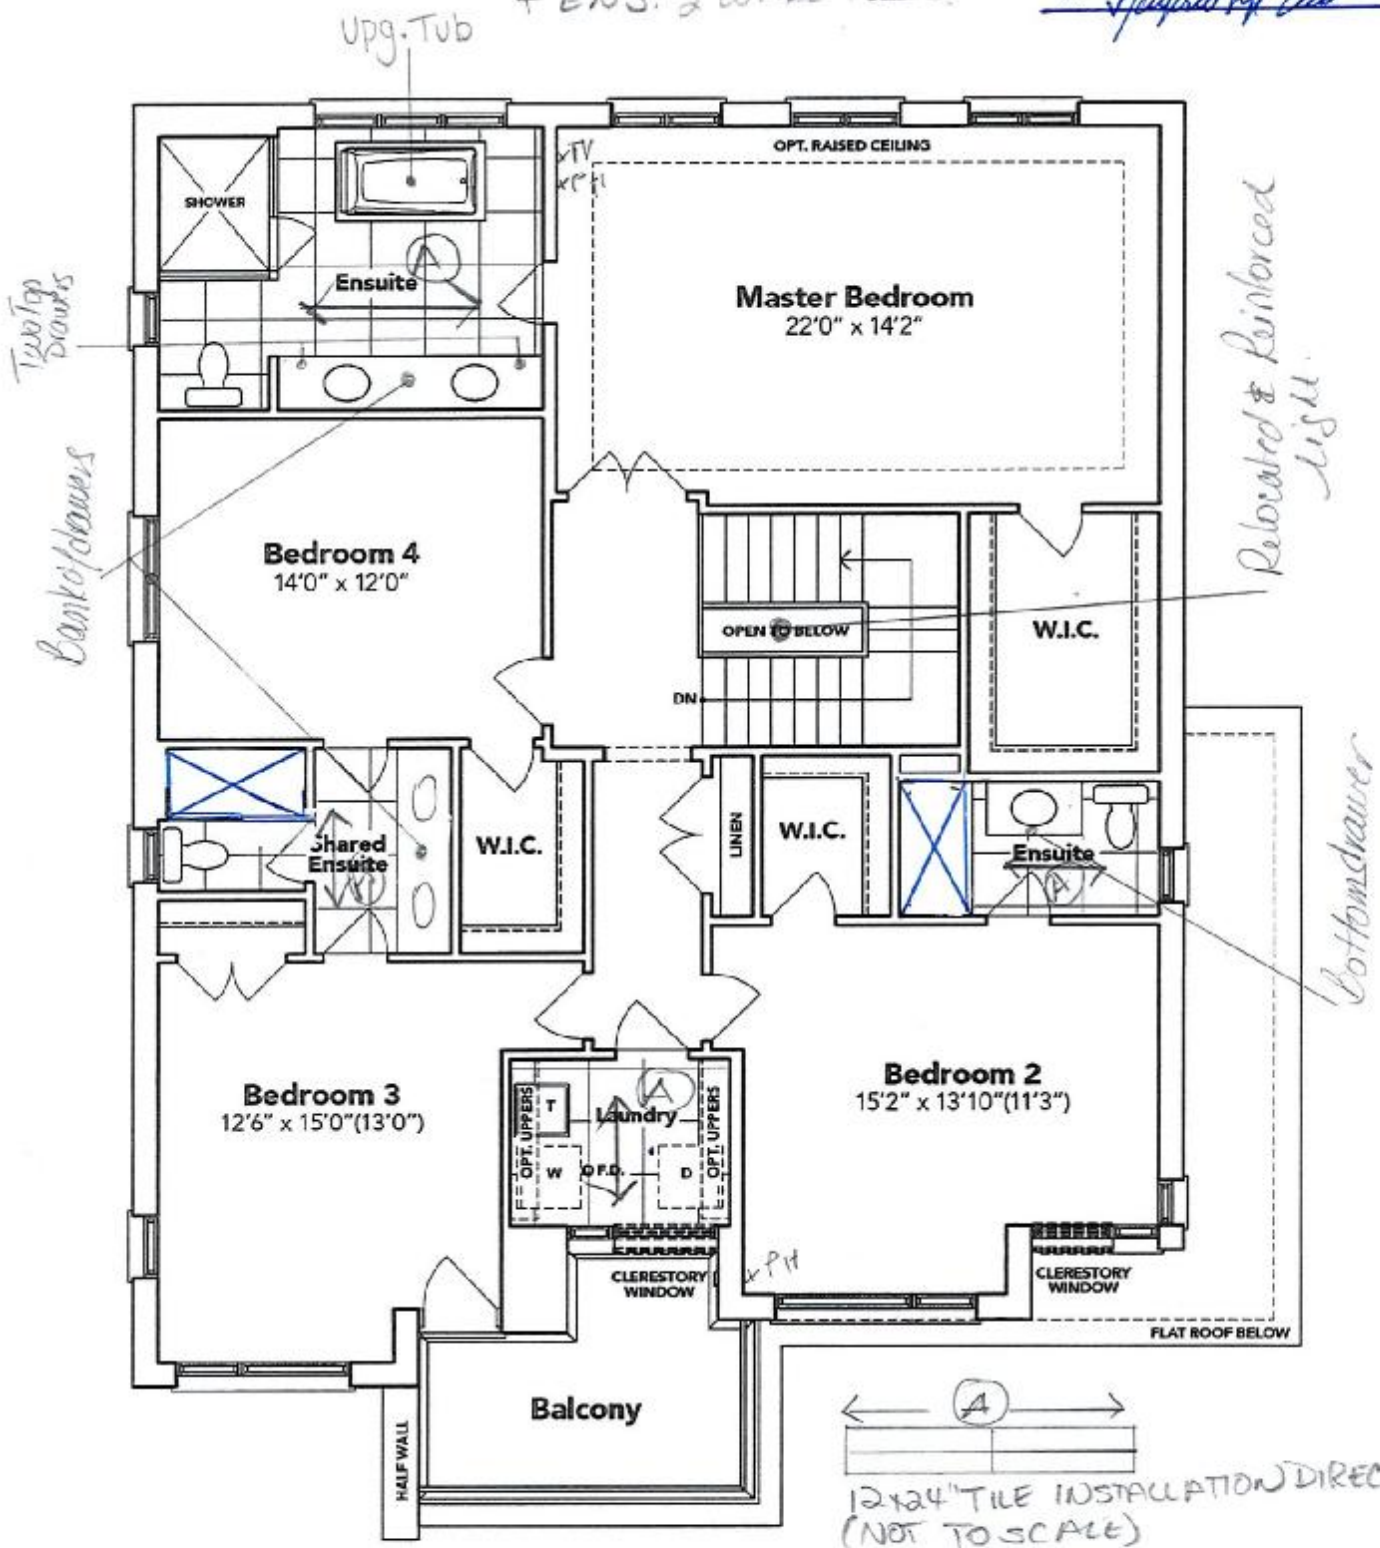 upg. Tub
OPT. RAISED CEILING
xTV
xPH
SHOWER
Two Top
Drawers
Ensuite
A
Master Bedroom
22'0" x 14'2"
Relocated & Reinforced
light.
Bank of drawers
Bedroom 4
14'0" x 12'0"
OPEN TO BELOW
W.I.C.
DN
Shared
Ensuite
W.I.C.
LINEN
W.I.C.
Ensuite
A
Bottom drawer
Bedroom 3
12'6" x 15'0"(13'0")
OPT. UPPERS
T
A
Laundry
OPT. UPPERS
W
F.D.
D
Bedroom 2
15'2" x 13'10"(11'3")
x PH
CLERESTORY
WINDOW
CLERESTORY
WINDOW
FLAT ROOF BELOW
Balcony
HALF WALL
A
12x24" TILE INSTALLATION DIREC
(NOT TO SCALE)